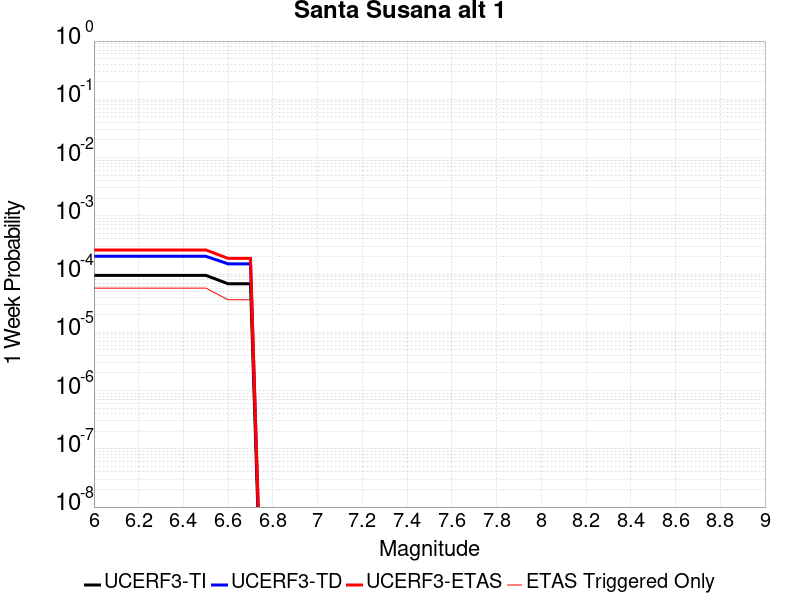 Santa Susana alt 1
10^0
10^-1
10^-2
10^-3
10^-4
10^-5
10^-6
10^-7
10^-8
1 Week Probability
6 6.2 6.4 6.6 6.8 7 7.2 7.4 7.6 7.8 8 8.2 8.4 8.6 8.8 9
Magnitude
UCERF3-TI UCERF3-TD UCERF3-ETAS ETAS Triggered Only